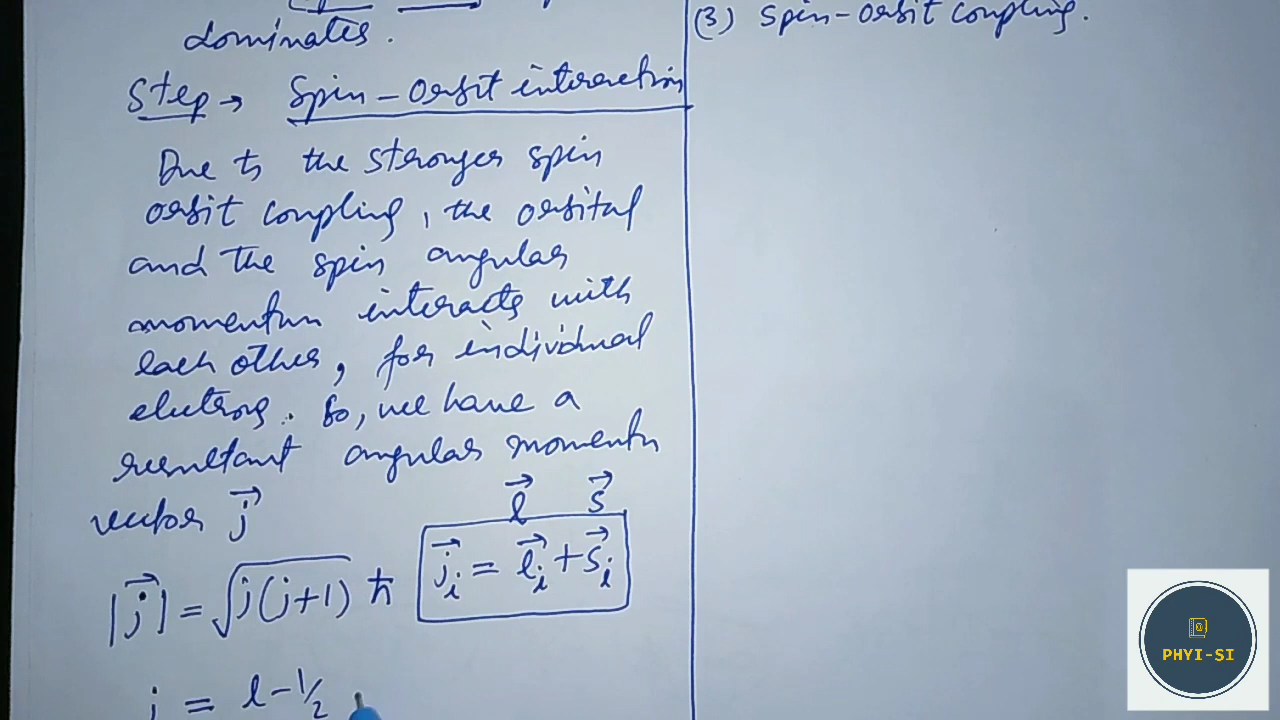 dominates.
Step → Spin-orbit interaction
Due to the stronger spin
orbit coupling, the orbital
and the spin angular
momentum interacts with
each other, for individual
electrons. So, we have a
resultant angular momentum
vector j⃗
l⃗ s⃗
|j⃗| = √j(j+1) ħ j⃗ᵢ = l⃗ᵢ + s⃗ᵢ
j = l - 1/2
(3) Spin-orbit coupling.
PHYI-SI